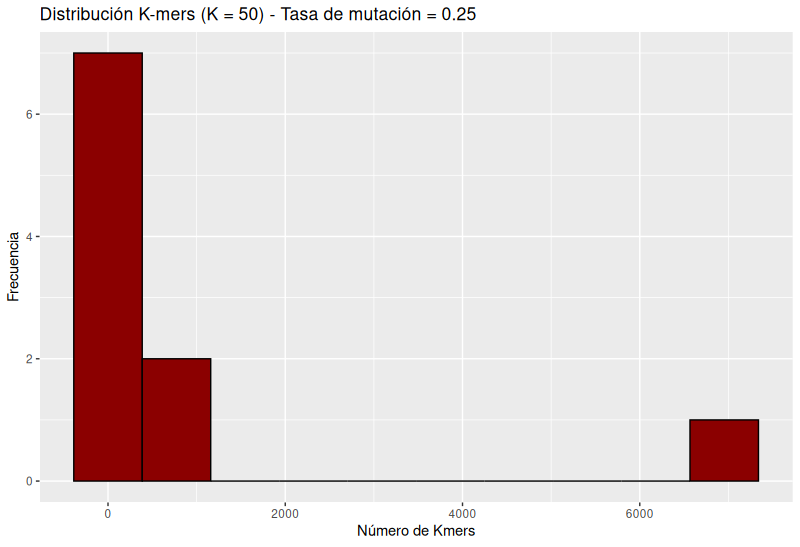 Distribución K-mers (K = 50) - Tasa de mutación = 0.25
Frecuencia
6
4
2
0
0 2000 4000 6000
Número de Kmers